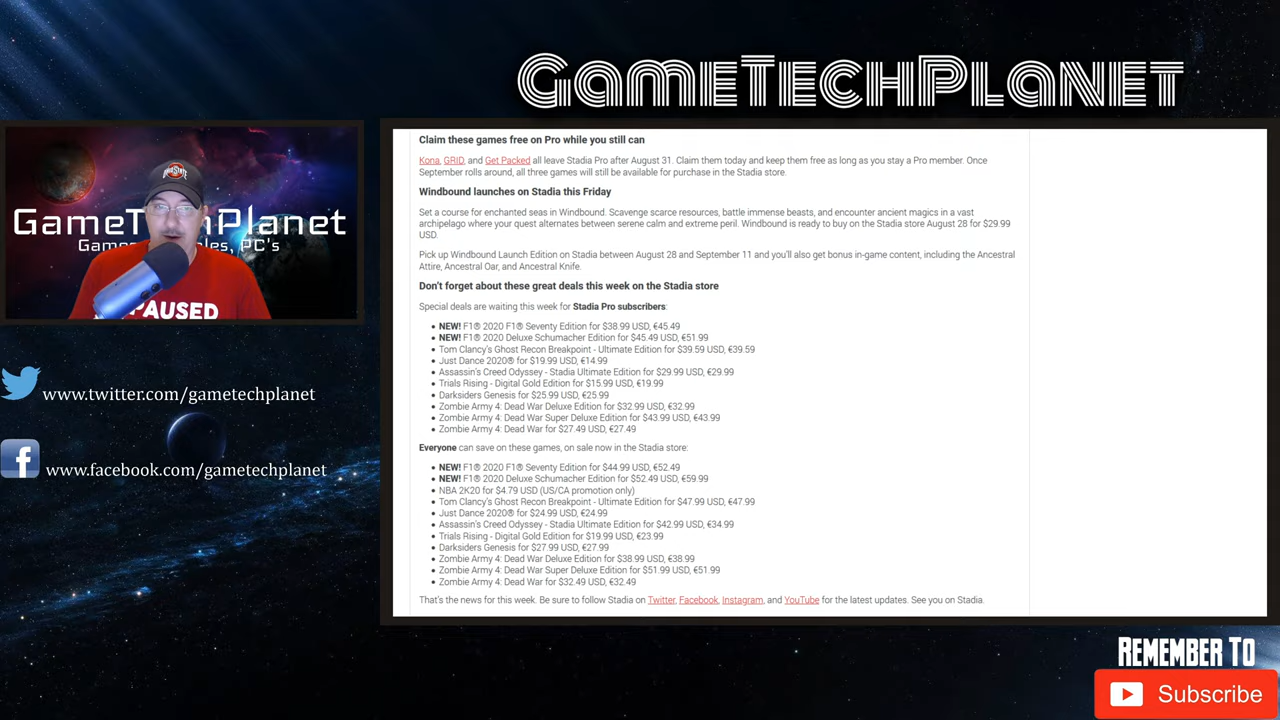 GameTechPlanet
Claim these games free on Pro while you still can
Kona, GRID, and Get Packed all leave Stadia Pro after August 31. Claim them today and keep them free as long as you stay a Pro member. Once
September rolls around, all three games will still be available for purchase in the Stadia store.
Windbound launches on Stadia this Friday
Set a course for enchanted seas in Windbound. Scavenge scarce resources, battle immense beasts, and encounter ancient magics in a vast
archipelago where your quest alternates between serene calm and extreme peril. Windbound is ready to buy on the Stadia store August 28 for $29.99
USD.
Pick up Windbound Launch Edition on Stadia between August 28 and September 11 and you'll also get bonus in-game content, including the Ancestral
Attire, Ancestral Oar, and Ancestral Knife.
Don't forget about these great deals this week on the Stadia store
Special deals are waiting this week for Stadia Pro subscribers:
• NEW! F1® 2020 F1® Seventy Edition for $38.99 USD, €45.49
• NEW! F1® 2020 Deluxe Schumacher Edition for $45.49 USD, €51.99
• Tom Clancy's Ghost Recon Breakpoint - Ultimate Edition for $39.59 USD, €39.59
• Just Dance 2020® for $19.99 USD, €14.99
• Assassin's Creed Odyssey - Stadia Ultimate Edition for $29.99 USD, €29.99
• Trials Rising - Digital Gold Edition for $15.99 USD, €19.99
• Darksiders Genesis for $25.99 USD, €25.99
• Zombie Army 4: Dead War Deluxe Edition for $32.99 USD, €32.99
• Zombie Army 4: Dead War Super Deluxe Edition for $43.99 USD, €43.99
• Zombie Army 4: Dead War for $27.49 USD, €27.49
Everyone can save on these games, on sale now in the Stadia store:
• NEW! F1® 2020 F1® Seventy Edition for $44.99 USD, €52.49
• NEW! F1® 2020 Deluxe Schumacher Edition for $52.49 USD, €59.99
• NBA 2K20 for $4.79 USD (US/CA promotion only)
• Tom Clancy's Ghost Recon Breakpoint - Ultimate Edition for $47.99 USD, €47.99
• Just Dance 2020® for $24.99 USD, €24.99
• Assassin's Creed Odyssey - Stadia Ultimate Edition for $42.99 USD, €34.99
• Trials Rising - Digital Gold Edition for $19.99 USD, €23.99
• Darksiders Genesis for $27.99 USD, €27.99
• Zombie Army 4: Dead War Deluxe Edition for $38.99 USD, €38.99
• Zombie Army 4: Dead War Super Deluxe Edition for $51.99 USD, €51.99
• Zombie Army 4: Dead War for $32.49 USD, €32.49
That's the news for this week. Be sure to follow Stadia on Twitter, Facebook, Instagram, and YouTube for the latest updates. See you on Stadia.
PC's
PAUSED
www.twitter.com/gametechplanet
www.facebook.com/gametechplanet
Remember To
Subscribe